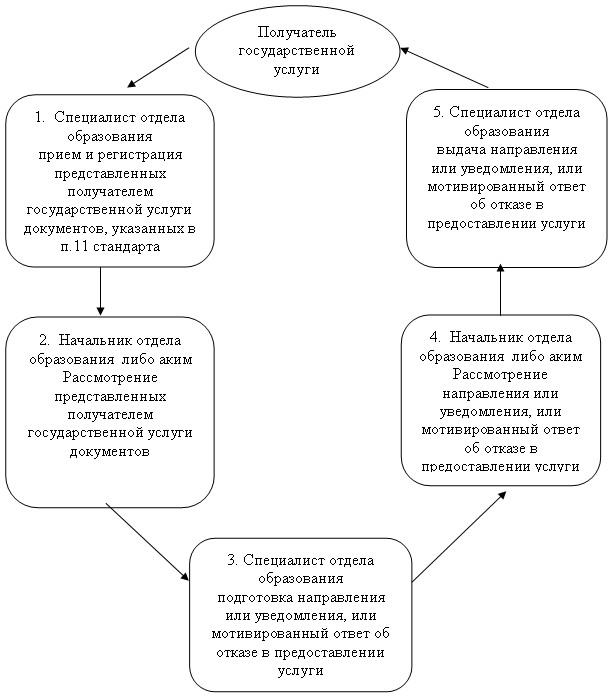 Получатель
государственной
услуги
1. Специалист отдела
образования
прием и регистрация
представленных
получателем
государственной услуги
документов, указанных в
п.11 стандарта
2. Начальник отдела
образования либо аким
Рассмотрение
представленных
получателем
государственной услуги
документов
3. Специалист отдела
образования
подготовка направления
или уведомления, или
мотивированный ответ об
отказе в предоставлении
услуги
4. Начальник отдела
образования либо аким
Рассмотрение
направления или
уведомления, или
мотивированный ответ
об отказе в
предоставлении услуги
5. Специалист отдела
образования
выдача направления
или уведомления, или
мотивированный ответ
об отказе в
предоставлении услуги